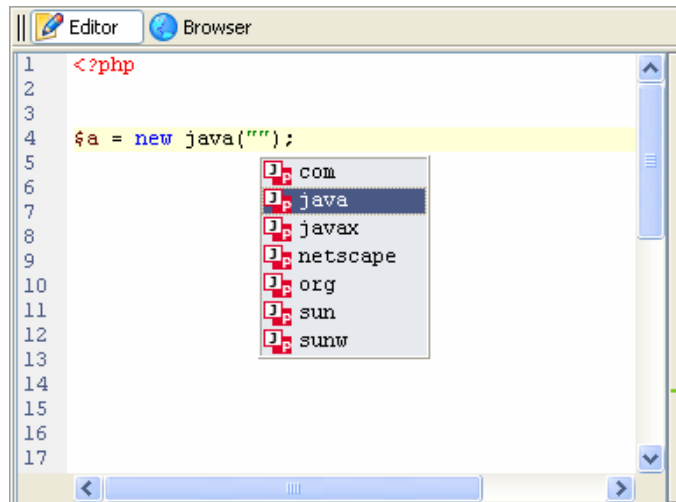 Editor Browser
1 <?php
2
3
4 $a = new java("");
5
6
7
8
9
10
11
12
13
14
15
16
17
com
java
javax
netscape
org
sun
sunw